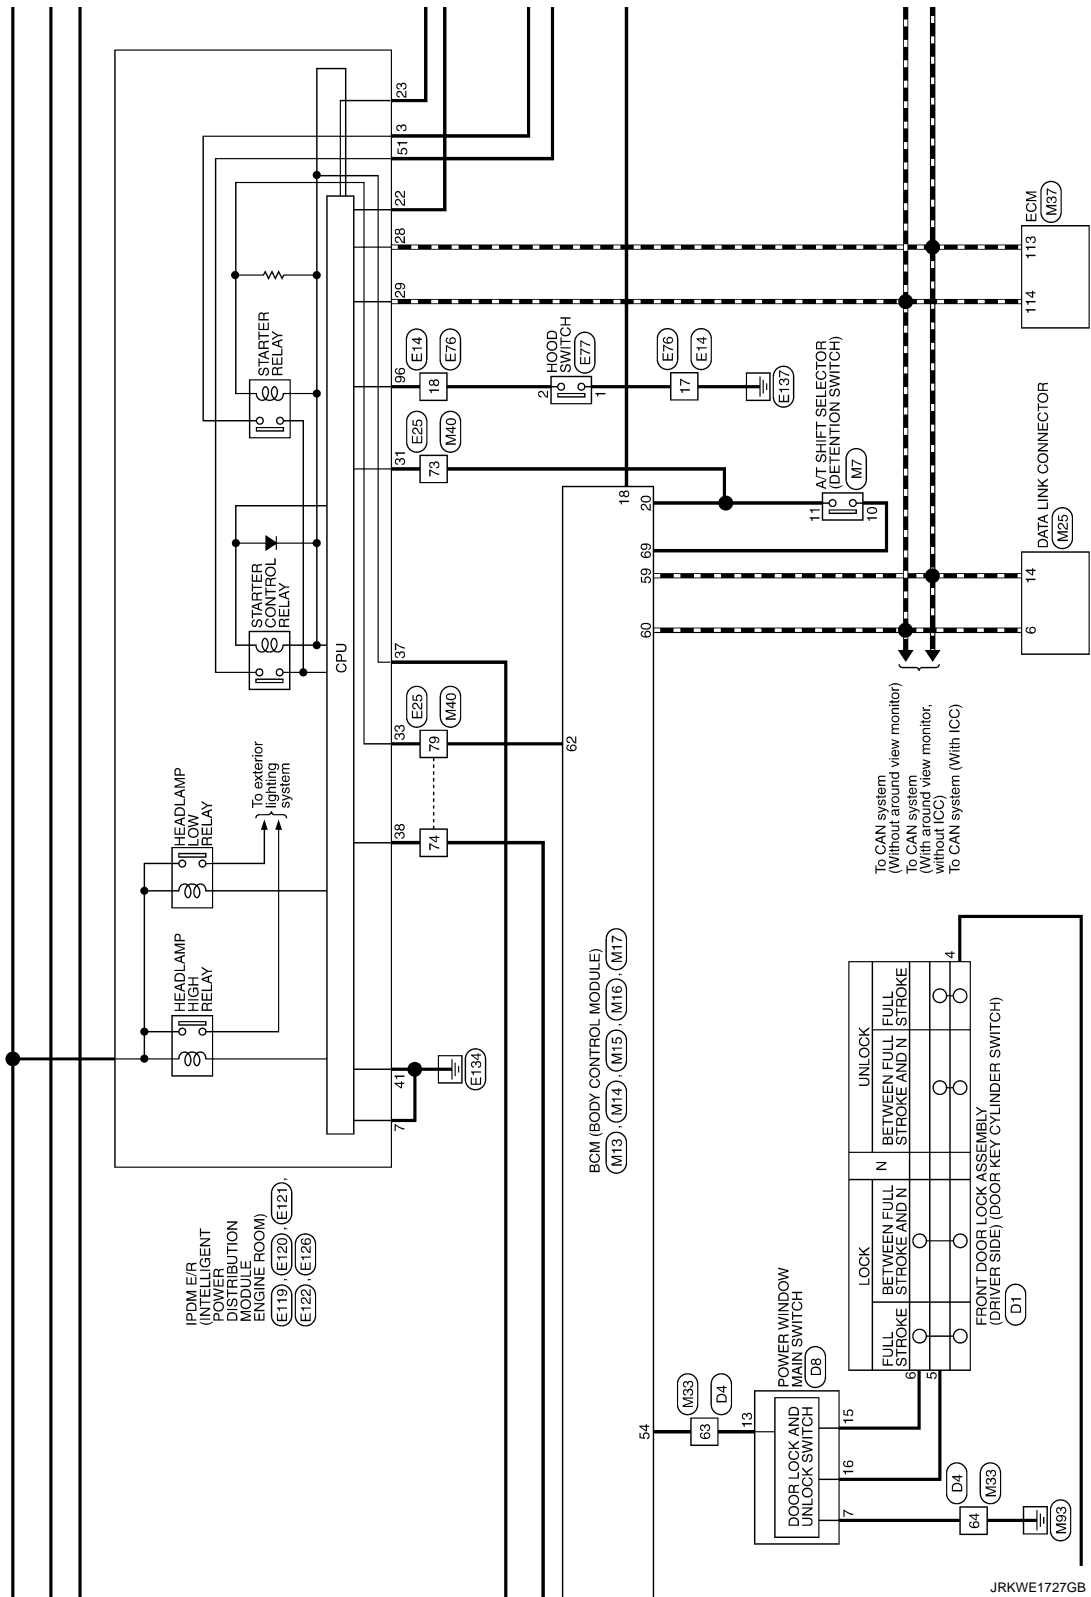 IPDM E/R
(INTELLIGENT
POWER
DISTRIBUTION
MODULE
ENGINE ROOM)
E119 , E120 , E121 ,
E122 , E126
HEADLAMP
HIGH
RELAY
HEADLAMP
LOW
RELAY
To exterior
lighting
system
STARTER
CONTROL
RELAY
STARTER
RELAY
CPU
7
41
38
33
37
31
96
29
28
22
51
3
23
E134
74
79
E25
M40
73
E25
M40
18
E14
E76
2
1
HOOD
SWITCH
E77
17
E76
E14
E137
BCM (BODY CONTROL MODULE)
M13 , M14 , M15 , M16 , M17
62
18
54
60
59
69
20
11
10
A/T SHIFT SELECTOR
(DETENTION SWITCH)
M7
114
113
ECM
M37
6
14
DATA LINK CONNECTOR
M25
To CAN system
(Without around view monitor)
To CAN system
(With around view monitor,
without ICC)
To CAN system (With ICC)
63
M33
D4
13
POWER WINDOW
MAIN SWITCH
D8
DOOR LOCK AND
UNLOCK SWITCH
7
16
15
64
D4
M33
M93
LOCK
N
UNLOCK
FULL
STROKE
BETWEEN FULL
STROKE AND N
BETWEEN FULL
STROKE AND N
FULL
STROKE
6
5
4
FRONT DOOR LOCK ASSEMBLY
(DRIVER SIDE) (DOOR KEY CYLINDER SWITCH)
D1
JRKWE1727GB